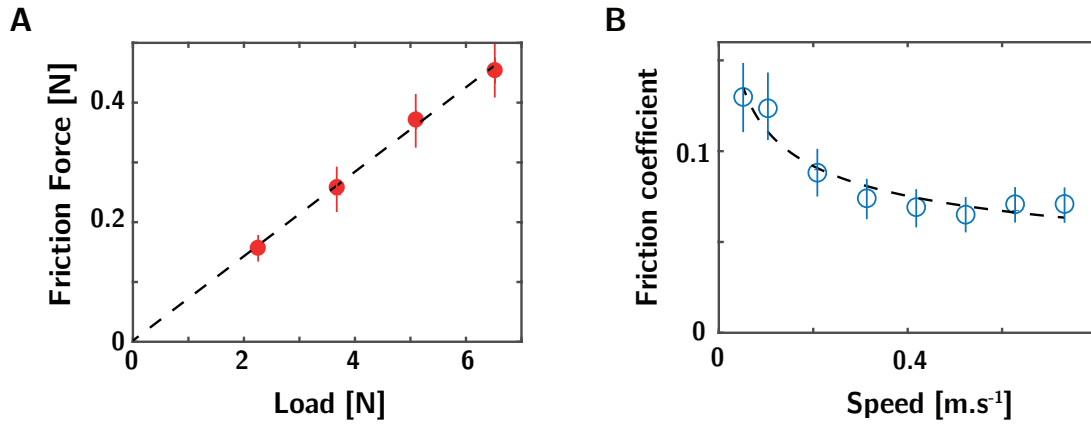 A
Friction Force [N]
0.4
0.2
0
0
2
4
6
Load [N]
B
Friction coefficient
0.1
0
0
0.4
Speed [m.s⁻¹]